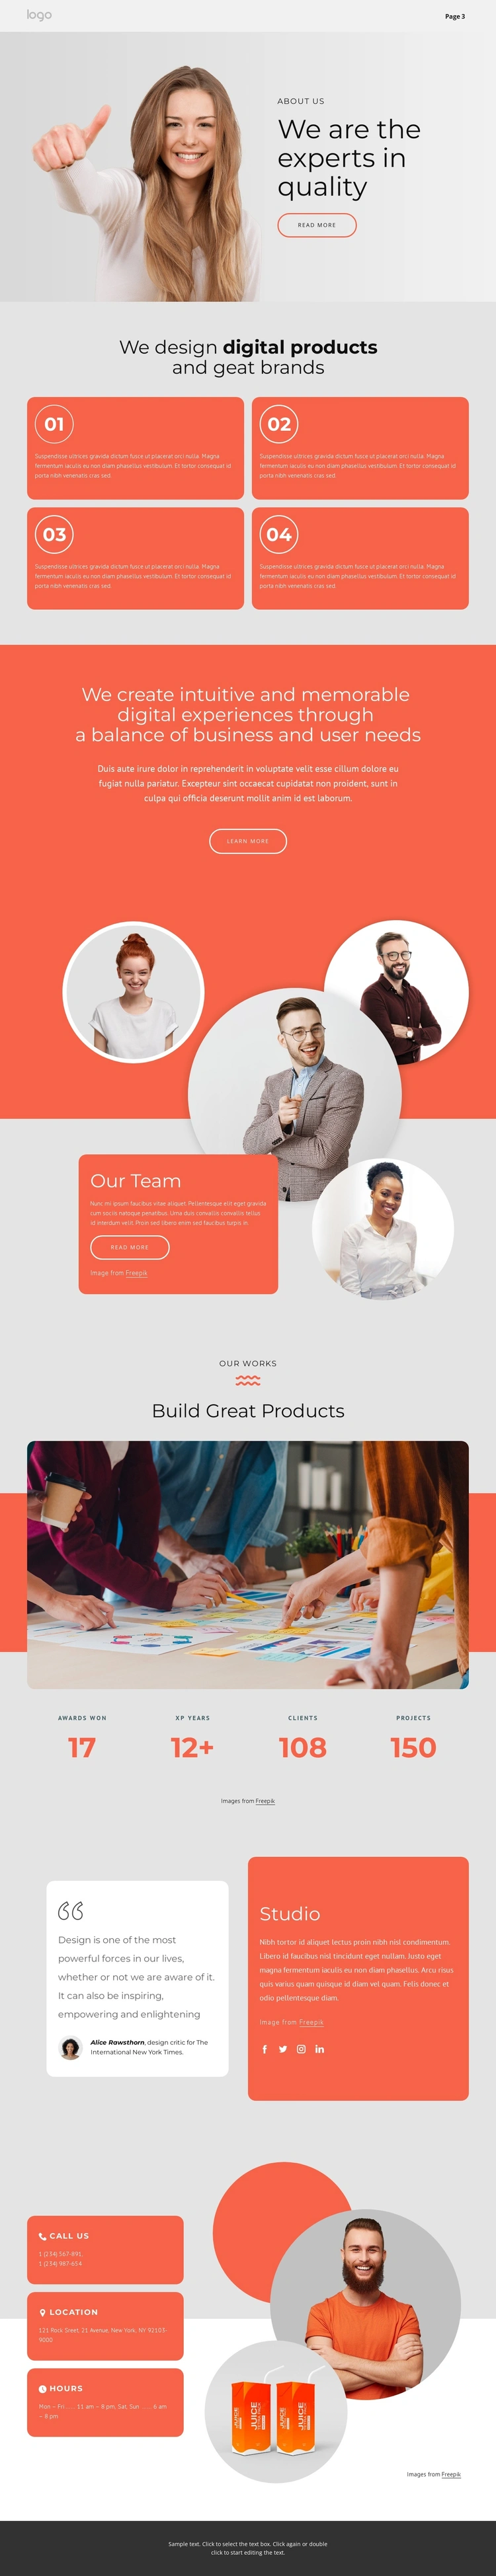 logo
Page 3
ABOUT US
We are the
experts in
quality
READ MORE
We design digital products
and geat brands
01
Suspendisse ultrices gravida dictum fusce ut placerat orci nulla. Magna
fermentum iaculis eu non diam phasellus vestibulum. Et tortor consequat id
porta nibh venenatis cras sed.
02
Suspendisse ultrices gravida dictum fusce ut placerat orci nulla. Magna
fermentum iaculis eu non diam phasellus vestibulum. Et tortor consequat id
porta nibh venenatis cras sed.
03
Suspendisse ultrices gravida dictum fusce ut placerat orci nulla. Magna
fermentum iaculis eu non diam phasellus vestibulum. Et tortor consequat id
porta nibh venenatis cras sed.
04
Suspendisse ultrices gravida dictum fusce ut placerat orci nulla. Magna
fermentum iaculis eu non diam phasellus vestibulum. Et tortor consequat id
porta nibh venenatis cras sed.
We create intuitive and memorable
digital experiences through
a balance of business and user needs
Duis aute irure dolor in reprehenderit in voluptate velit esse cillum dolore eu
fugiat nulla pariatur. Excepteur sint occaecat cupidatat non proident, sunt in
culpa qui officia deserunt mollit anim id est laborum.
LEARN MORE
Our Team
Nunc mi ipsum faucibus vitae aliquet. Pellentesque elit eget gravida
cum sociis natoque penatibus. Urna duis convallis convallis tellus
id interdum velit. Proin sed libero enim sed faucibus turpis in.
READ MORE
Image from Freepik
OUR WORKS
Build Great Products
AWARDS WON
17
XP YEARS
12+
CLIENTS
108
PROJECTS
150
Images from Freepik
Design is one of the most
powerful forces in our lives,
whether or not we are aware of it.
It can also be inspiring,
empowering and enlightening
Alice Rawsthorn, design critic for The
International New York Times.
Studio
Nibh tortor id aliquet lectus proin nibh nisl condimentum.
Libero id faucibus nisl tincidunt eget nullam. Justo eget
magna fermentum iaculis eu non diam phasellus. Arcu risus
quis varius quam quisque id diam vel quam. Felis donec et
odio pellentesque diam.
Image from Freepik
CALL US
1 (234) 567-891,
1 (234) 987-654
LOCATION
121 Rock Sreet, 21 Avenue, New York, NY 92103-
9000
HOURS
Mon – Fri ...... 11 am – 8 pm, Sat, Sun ...... 6 am
– 8 pm
JUICE
JUICE
Images from Freepik
Sample text. Click to select the text box. Click again or double
click to start editing the text.